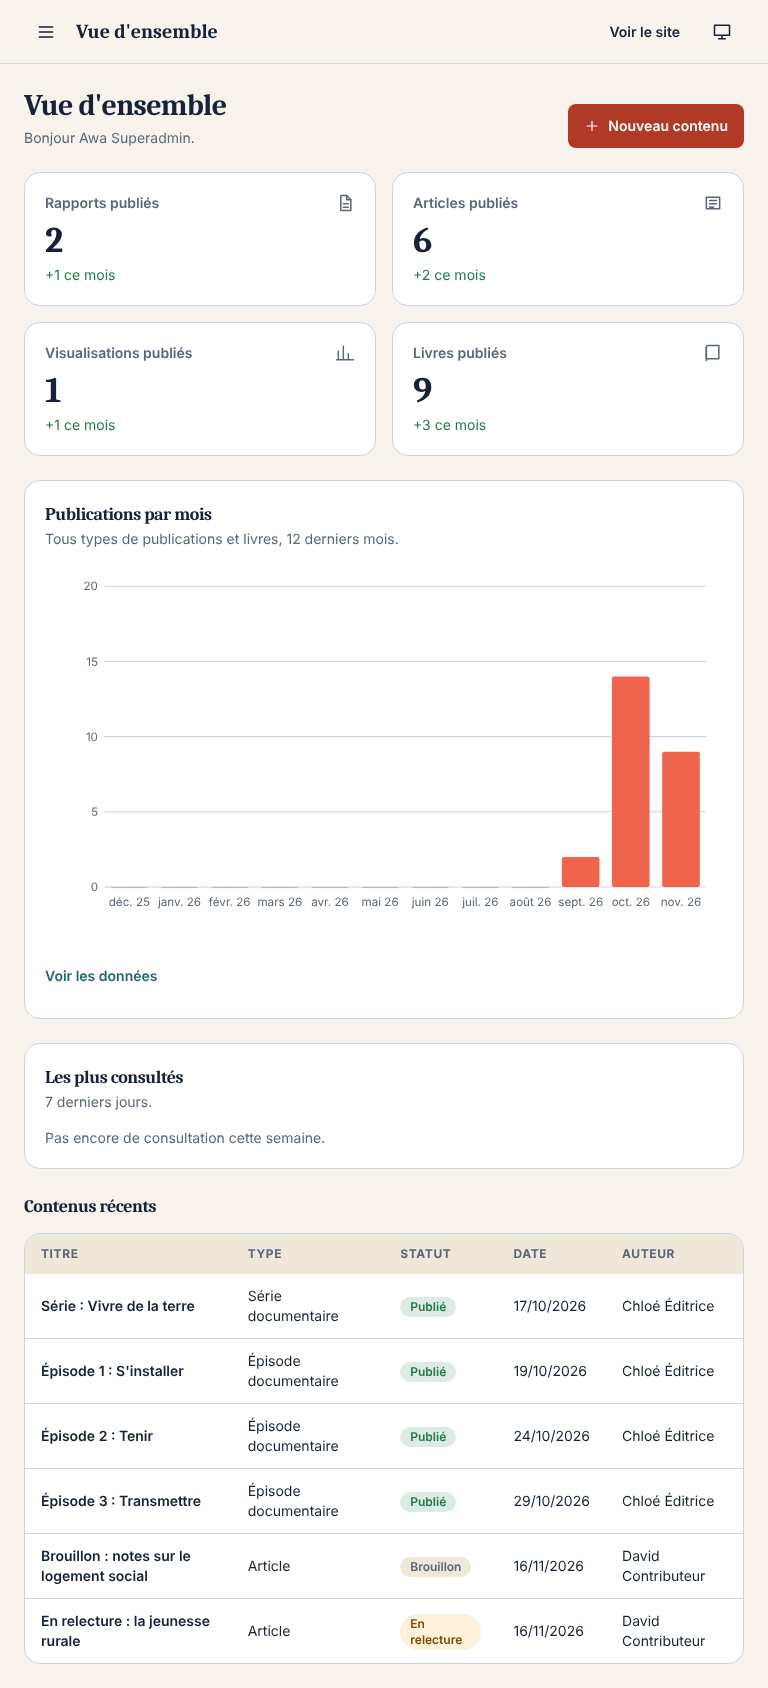 Vue d'ensemble
Voir le site
Vue d'ensemble
Bonjour Awa Superadmin.
Nouveau contenu
Rapports publiés
2
+1 ce mois
Articles publiés
6
+2 ce mois
Visualisations publiés
1
+1 ce mois
Livres publiés
9
+3 ce mois
Publications par mois
Tous types de publications et livres, 12 derniers mois.
20
15
10
5
0
déc. 25 janv. 26 févr. 26 mars 26 avr. 26 mai 26 juin 26 juil. 26 août 26 sept. 26 oct. 26 nov. 26
Voir les données
Les plus consultés
7 derniers jours.
Pas encore de consultation cette semaine.
Contenus récents
TITRE TYPE STATUT DATE AUTEUR
Série : Vivre de la terre
Série
documentaire
Publié
17/10/2026
Chloé Éditrice
Épisode 1 : S'installer
Épisode
documentaire
Publié
19/10/2026
Chloé Éditrice
Épisode 2 : Tenir
Épisode
documentaire
Publié
24/10/2026
Chloé Éditrice
Épisode 3 : Transmettre
Épisode
documentaire
Publié
29/10/2026
Chloé Éditrice
Brouillon : notes sur le
logement social
Article
Brouillon
16/11/2026
David
Contributeur
En relecture : la jeunesse
rurale
Article
En
relecture
16/11/2026
David
Contributeur